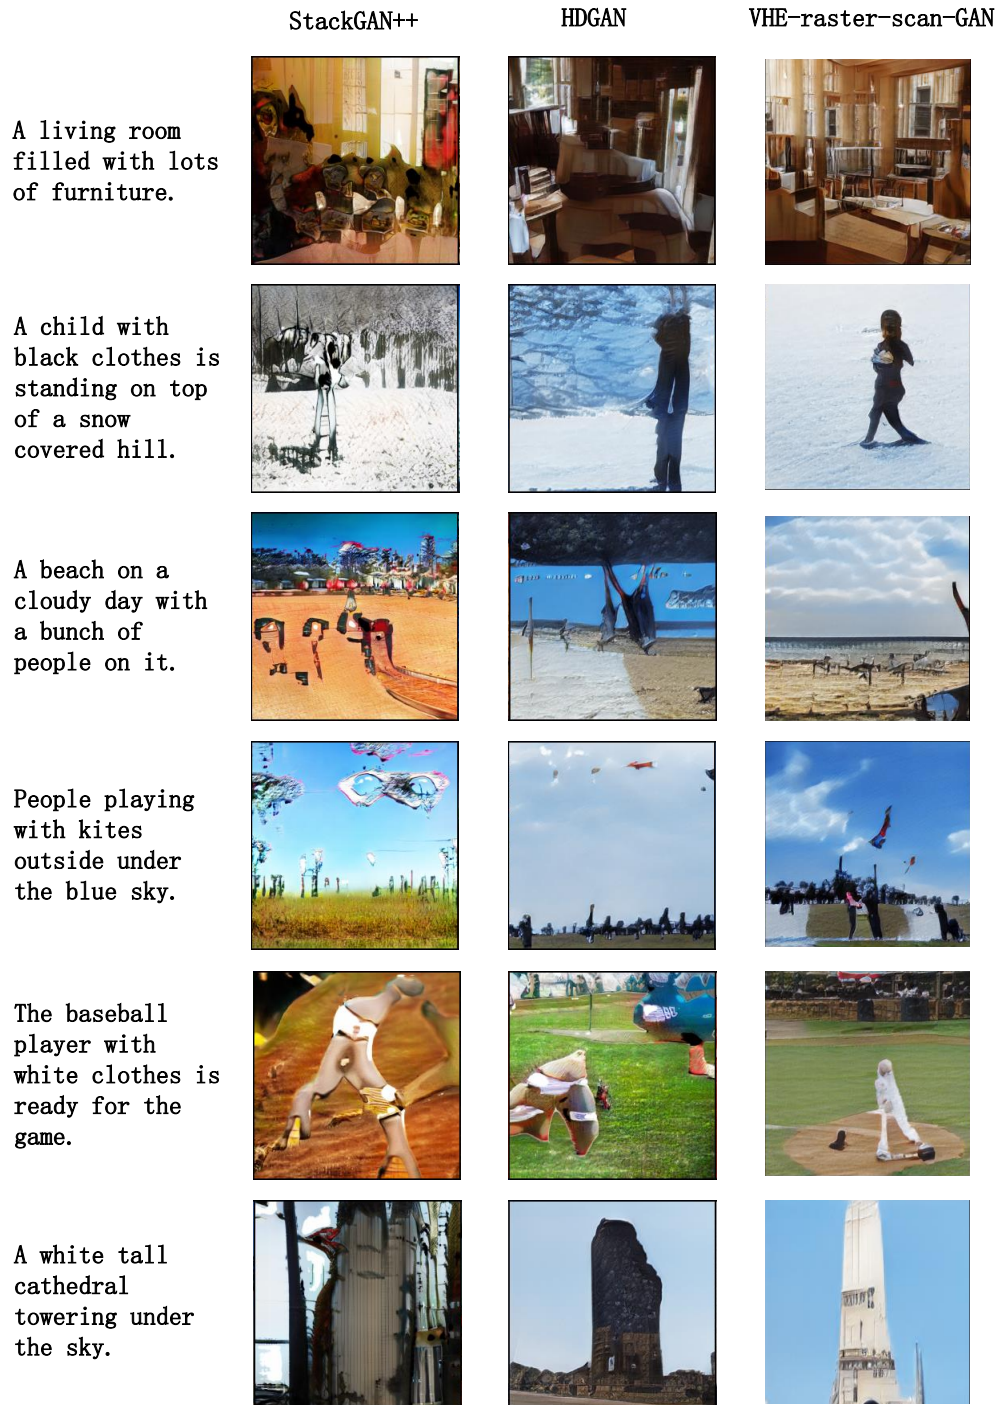 StackGAN++ HDGAN VHE-raster-scan-GAN
A living room
filled with lots
of furniture.
A child with
black clothes is
standing on top
of a snow
covered hill.
A beach on a
cloudy day with
a bunch of
people on it.
People playing
with kites
outside under
the blue sky.
The baseball
player with
white clothes is
ready for the
game.
A white tall
cathedral
towering under
the sky.